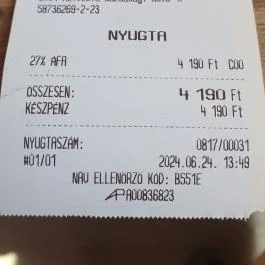 58736269-2-23
NYUGTA
27% ÁFA 4 190 Ft C00
ÖSSZESEN: 4 190 Ft
KÉSZPÉNZ 4 190 Ft
NYUGTASZÁM: 0817/00031
#01/01 2024.06.24. 13:49
NAV ELLENŐRZŐ KÓD: B551E
AP A00836823